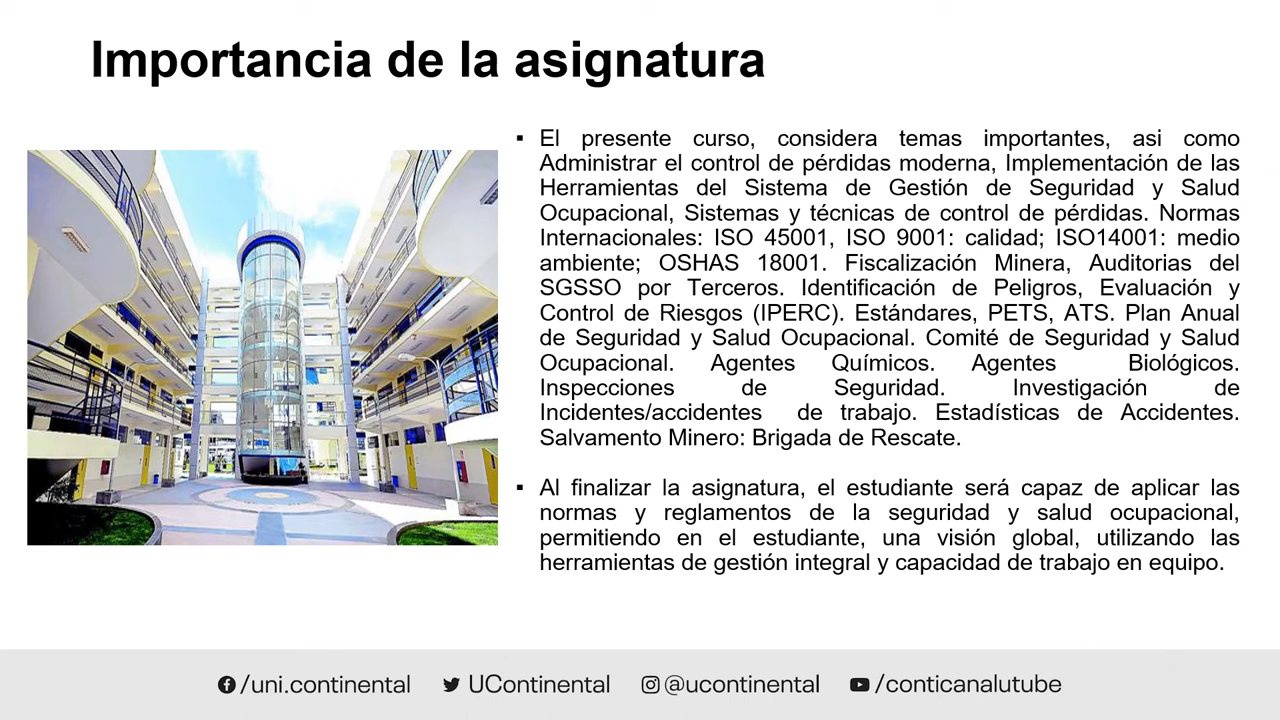 Importancia de la asignatura
▪ El presente curso, considera temas importantes, asi como
Administrar el control de pérdidas moderna, Implementación de las
Herramientas del Sistema de Gestión de Seguridad y Salud
Ocupacional, Sistemas y técnicas de control de pérdidas. Normas
Internacionales: ISO 45001, ISO 9001: calidad; ISO14001: medio
ambiente; OSHAS 18001. Fiscalización Minera, Auditorias del
SGSSO por Terceros. Identificación de Peligros, Evaluación y
Control de Riesgos (IPERC). Estándares, PETS, ATS. Plan Anual
de Seguridad y Salud Ocupacional. Comité de Seguridad y Salud
Ocupacional. Agentes Químicos. Agentes Biológicos.
Inspecciones de Seguridad. Investigación de
Incidentes/accidentes de trabajo. Estadísticas de Accidentes.
Salvamento Minero: Brigada de Rescate.
▪ Al finalizar la asignatura, el estudiante será capaz de aplicar las
normas y reglamentos de la seguridad y salud ocupacional,
permitiendo en el estudiante, una visión global, utilizando las
herramientas de gestión integral y capacidad de trabajo en equipo.
/uni.continental UContinental @ucontinental /conticanalutube